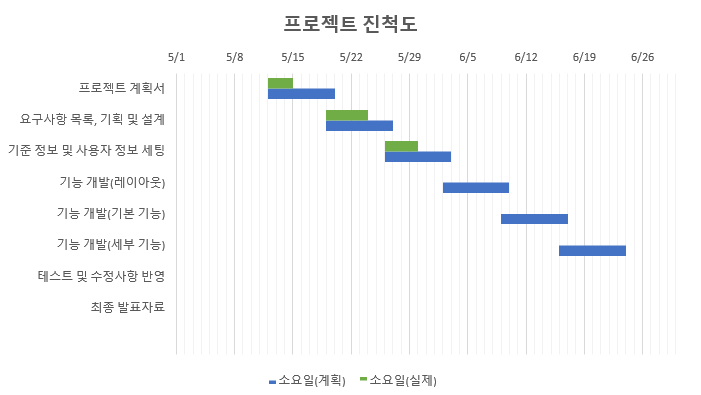 프로젝트 진척도
5/1 5/8 5/15 5/22 5/29 6/5 6/12 6/19 6/26
프로젝트 계획서
요구사항 목록, 기획 및 설계
기준 정보 및 사용자 정보 세팅
기능 개발(레이아웃)
기능 개발(기본 기능)
기능 개발(세부 기능)
테스트 및 수정사항 반영
최종 발표자료
소요일(계획) 소요일(실제)